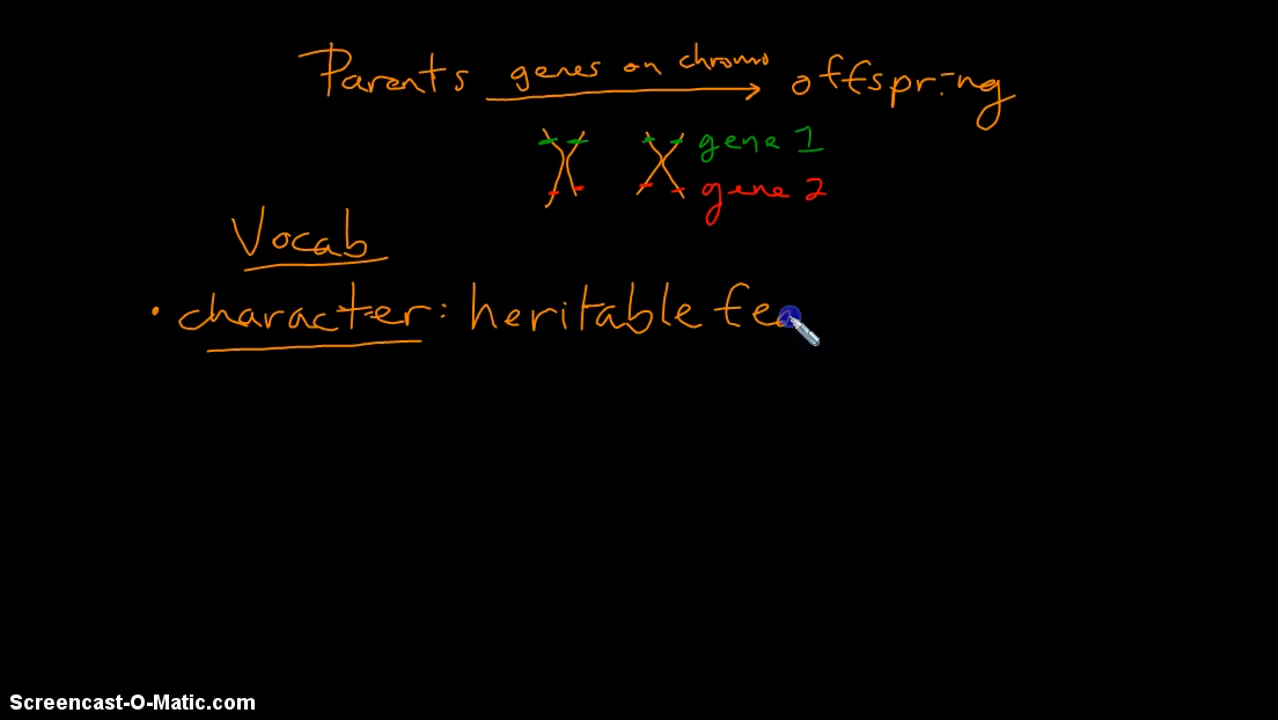 Parents genes on chromo offspring
gene 1
gene 2
Vocab
• character: heritable fea
Screencast-O-Matic.com